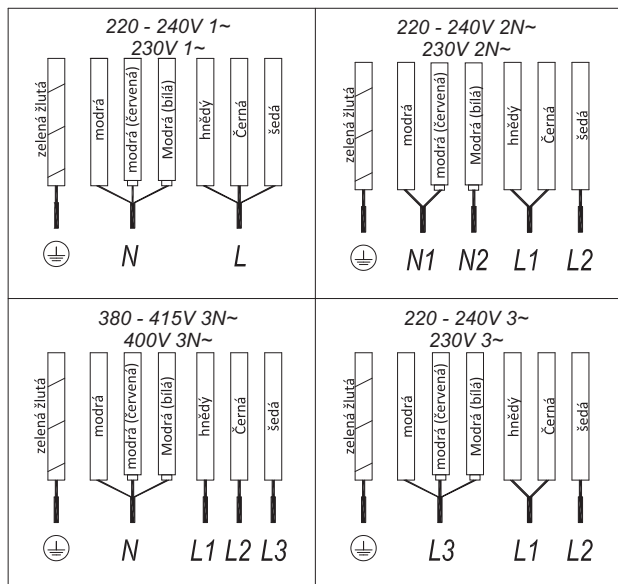 220 - 240V 1~
230V 1~
zelená žlutá
modrá
modrá (červená)
Modrá (bílá)
hnědý
Černá
šedá
N
L
220 - 240V 2N~
230V 2N~
zelená žlutá
modrá
modrá (červená)
Modrá (bílá)
hnědý
Černá
šedá
N1 N2 L1 L2
380 - 415V 3N~
400V 3N~
zelená žlutá
modrá
modrá (červená)
Modrá (bílá)
hnědý
Černá
šedá
N L1 L2 L3
220 - 240V 3~
230V 3~
zelená žlutá
modrá
modrá (červená)
Modrá (bílá)
hnědý
Černá
šedá
L3 L1 L2